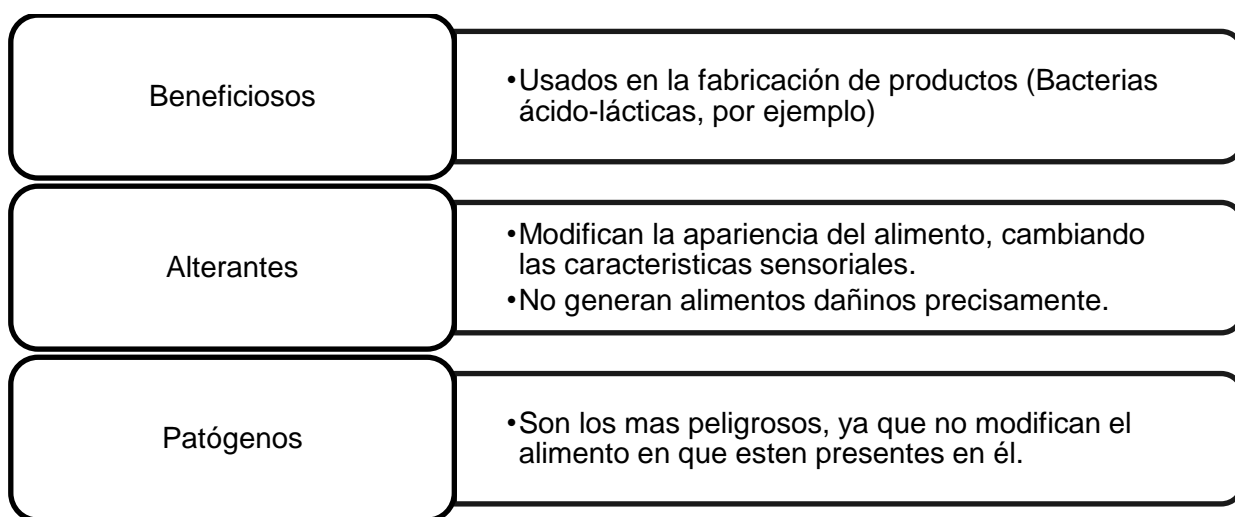 Beneficiosos
•Usados en la fabricación de productos (Bacterias
ácido-lácticas, por ejemplo)
Alterantes
•Modifican la apariencia del alimento, cambiando
las caracteristicas sensoriales.
•No generan alimentos dañinos precisamente.
Patógenos
•Son los mas peligrosos, ya que no modifican el
alimento en que esten presentes en él.